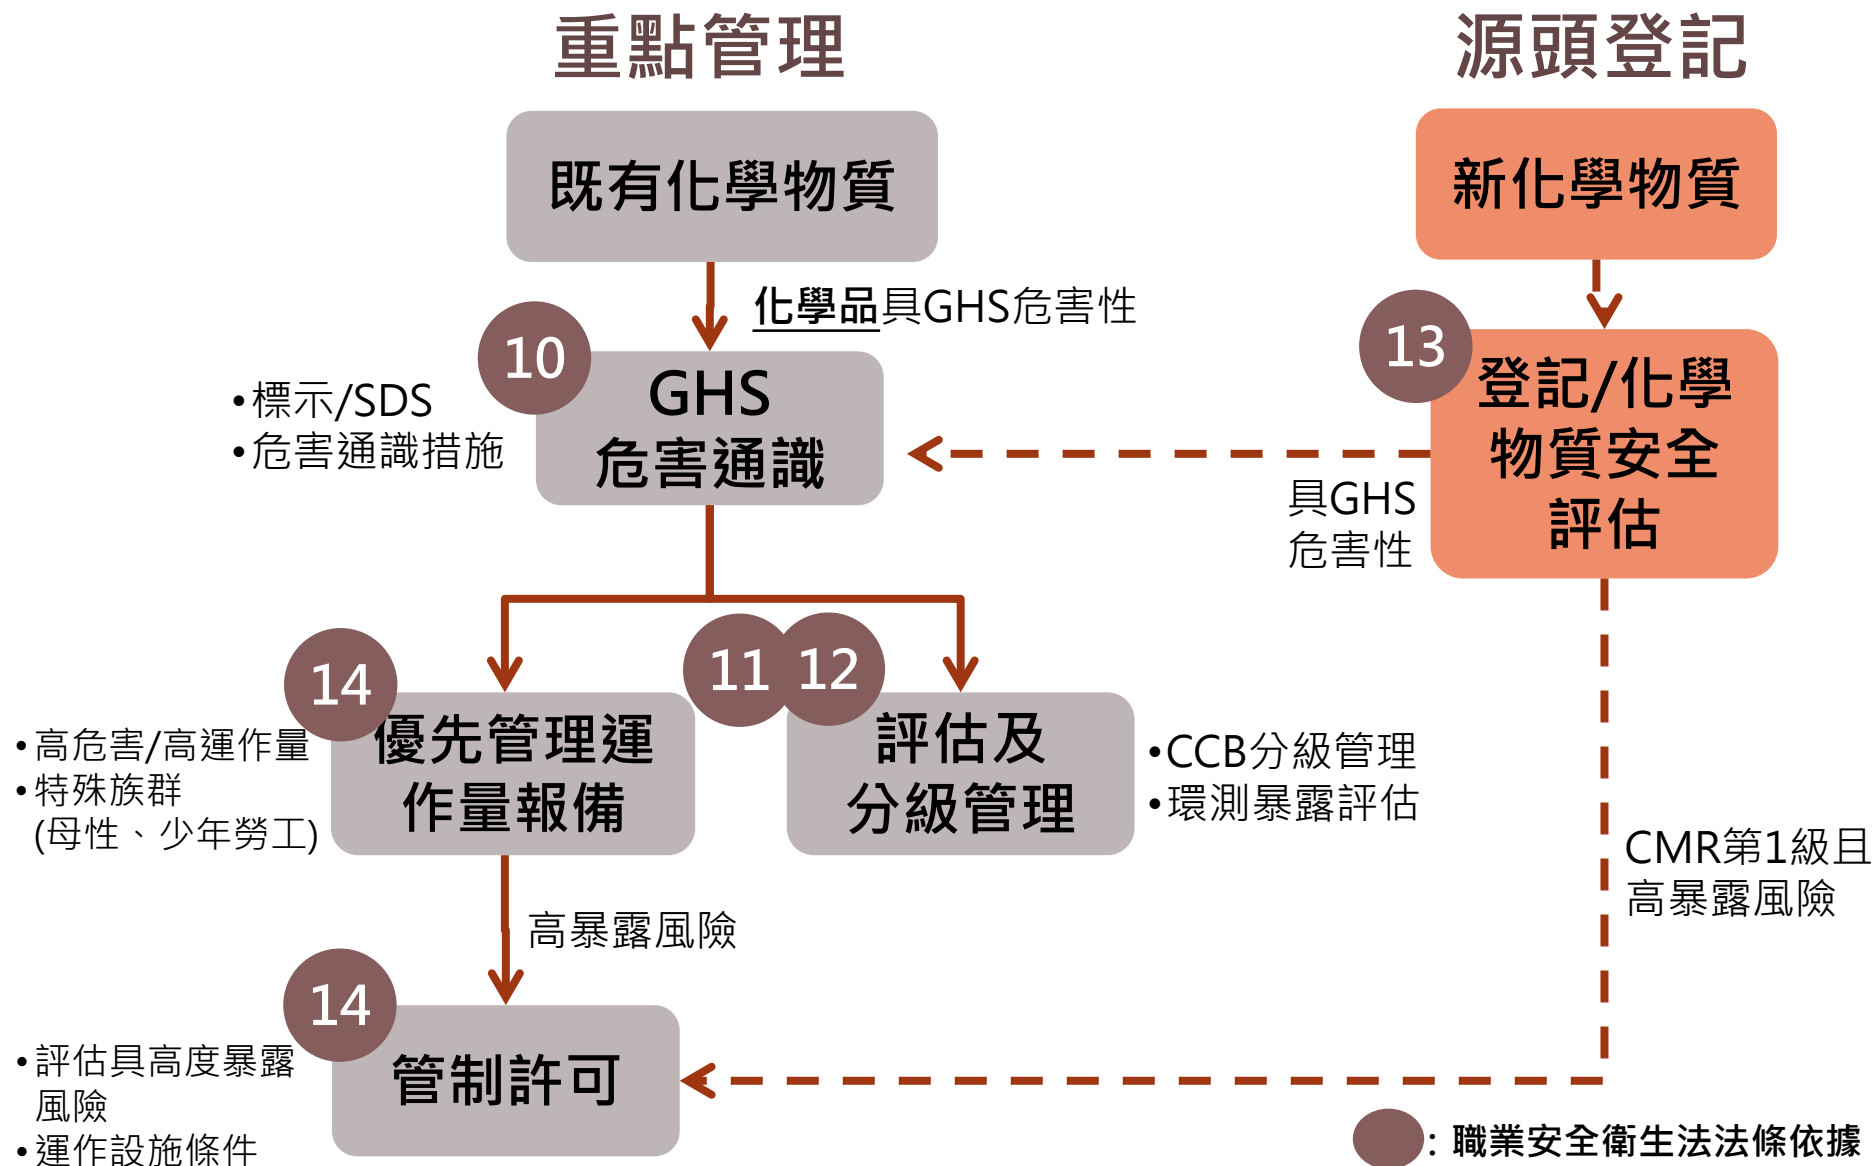 重點管理
源頭登記
既有化學物質
新化學物質
化學品具GHS危害性
10
13
GHS
危害通識
•標示/SDS
•危害通識措施
登記/化學
物質安全
評估
具GHS
危害性
14
11
12
優先管理運
作量報備
評估及
分級管理
•高危害/高運作量
•特殊族群
(母性、少年勞工)
•CCB分級管理
•環測暴露評估
CMR第1級且
高暴露風險
高暴露風險
14
管制許可
•評估具高度暴露
風險
•運作設施條件
: 職業安全衛生法法條依據